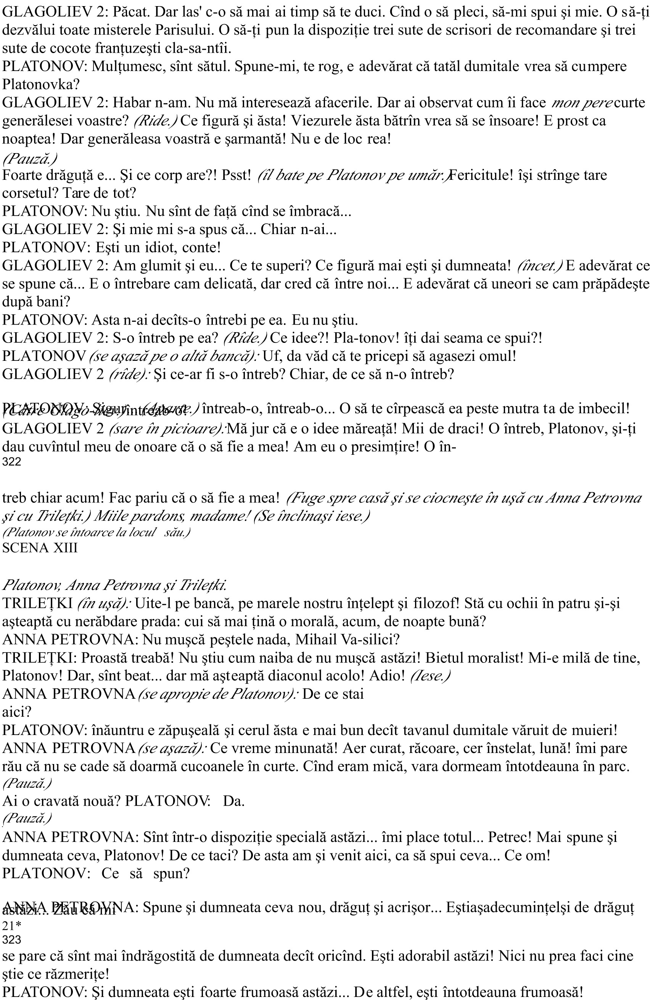 GLAGOLIEV 2: Păcat. Dar las' c-o să mai ai timp să te duci. Cînd o să pleci, să-mi spui şi mie. O să-ţi
dezvălui toate misterele Parisului. O să-ţi pun la dispoziţie trei sute de scrisori de recomandare şi trei
sute de cocote franţuzeşti cla-sa-ntîi.
PLATONOV: Mulţumesc, sînt sătul. Spune-mi, te rog, e adevărat că tatăl dumitale vrea să cumpere
Platonovka?
GLAGOLIEV 2: Habar n-am. Nu mă interesează afacerile. Dar ai observat cum îi face mon pere curte
generălesei voastre? (Ride.) Ce figură şi ăsta! Viezurele ăsta bătrîn vrea să se însoare! E prost ca
noaptea! Dar generăleasa voastră e şarmantă! Nu e de loc rea!
(Pauză.)
Foarte drăguţă e... Şi ce corp are?! Psst! (îl bate pe Platonov pe umăr.) Fericitule! îşi strînge tare
corsetul? Tare de tot?
PLATONOV: Nu ştiu. Nu sînt de faţă cînd se îmbracă...
GLAGOLIEV 2: Şi mie mi s-a spus că... Chiar n-ai...
PLATONOV: Eşti un idiot, conte!
GLAGOLIEV 2: Am glumit şi eu... Ce te superi? Ce figură mai eşti şi dumneata! (încet.) E adevărat ce
se spune că... E o întrebare cam delicată, dar cred că între noi... E adevărat că uneori se cam prăpădeşte
după bani?
PLATONOV: Asta n-ai decîts-o întrebi pe ea. Eu nu ştiu.
GLAGOLIEV 2: S-o întreb pe ea? (Rîde.) Ce idee?! Pla-tonov! îţi dai seama ce spui?!
PLATONOV (se aşază pe o altă bancă): Uf, da văd că te pricepi să agasezi omul!
GLAGOLIEV 2 (rîde): Şi ce-ar fi s-o întreb? Chiar, de ce să n-o întreb?
PLATONOV: Sigur... (Aparte.) întreab-o, întreab-o... O să te cîrpească ea peste mutra ta de imbecil!
(Către Glago-liev.) întreab-o!
GLAGOLIEV 2 (sare în picioare): Mă jur că e o idee măreaţă! Mii de draci! O întreb, Platonov, şi-ţi
dau cuvîntul meu de onoare că o să fie a mea! Am eu o presimţire! O în-
322
treb chiar acum! Fac pariu că o să fie a mea! (Fuge spre casă şi se ciocneşte în uşă cu Anna Petrovna
şi cu Trileţki.) Miile pardons, madame! (Se înclinaşi iese.)
(Platonov se întoarce la locul său.)
SCENA XIII
Platonov, Anna Petrovna şi Trileţki.
TRILEŢKI (în uşă): Uite-l pe bancă, pe marele nostru înţelept şi filozof! Stă cu ochii în patru şi-şi
aşteaptă cu nerăbdare prada: cui să mai ţină o morală, acum, de noapte bună?
ANNA PETROVNA: Nu muşcă peştele nada, Mihail Va-silici?
TRILEŢKI: Proastă treabă! Nu ştiu cum naiba de nu muşcă astăzi! Bietul moralist! Mi-e milă de tine,
Platonov! Dar, sînt beat... dar mă aşteaptă diaconul acolo! Adio! (Iese.)
ANNA PETROVNA (se apropie de Platonov): De ce stai
aici?
PLATONOV: înăuntru e zăpuşeală şi cerul ăsta e mai bun decît tavanul dumitale văruit de muieri!
ANNA PETROVNA (se aşază): Ce vreme minunată! Aer curat, răcoare, cer înstelat, lună! îmi pare
rău că nu se cade să doarmă cucoanele în curte. Cînd eram mică, vara dormeam întotdeauna în parc.
(Pauză.)
Ai o cravată nouă? PLATONOV: Da.
(Pauză.)
ANNA PETROVNA: Sînt într-o dispoziţie specială astăzi... îmi place totul... Petrec! Mai spune şi
dumneata ceva, Platonov! De ce taci? De asta am şi venit aici, ca să spui ceva... Ce om!
PLATONOV: Ce să spun?
ANNA PETROVNA: Spune şi dumneata ceva nou, drăguţ şi acrişor... Eştiaşadecuminţelşi de drăguţ
astăzi... Zău că mi
21*
323
se pare că sînt mai îndrăgostită de dumneata decît oricînd. Eşti adorabil astăzi! Nici nu prea faci cine
ştie ce răzmeriţe!
PLATONOV: Şi dumneata eşti foarte frumoasă astăzi... De altfel, eşti întotdeauna frumoasă!